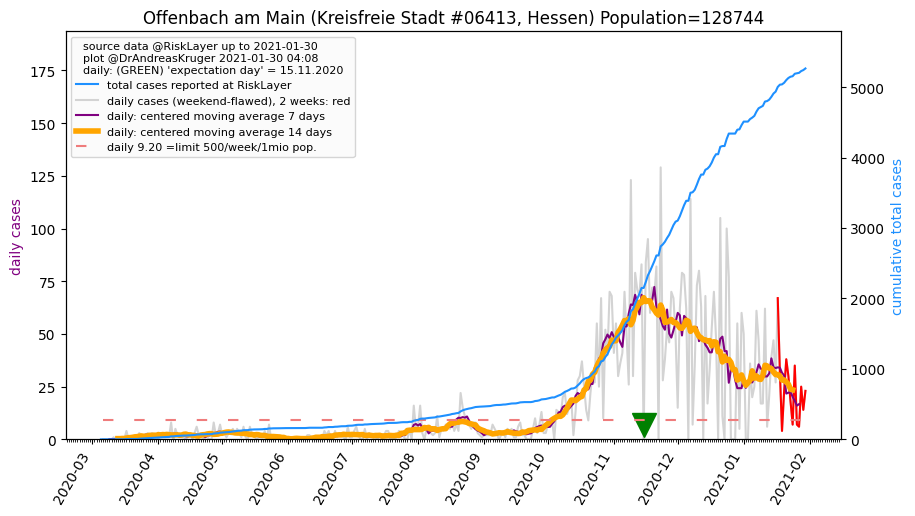 Offenbach am Main (Kreisfreie Stadt #06413, Hessen) Population=128744
source data @RiskLayer up to 2021-01-30
plot @DrAndreasKruger 2021-01-30 04:08
daily: (GREEN) 'expectation day' = 15.11.2020
total cases reported at RiskLayer
daily cases (weekend-flawed), 2 weeks: red
daily: centered moving average 7 days
daily: centered moving average 14 days
daily 9.20 =limit 500/week/1mio pop.
daily cases
175
150
125
100
75
50
25
0
cumulative total cases
5000
4000
3000
2000
1000
0
2020-03
2020-04
2020-05
2020-06
2020-07
2020-08
2020-09
2020-10
2020-11
2020-12
2021-01
2021-02